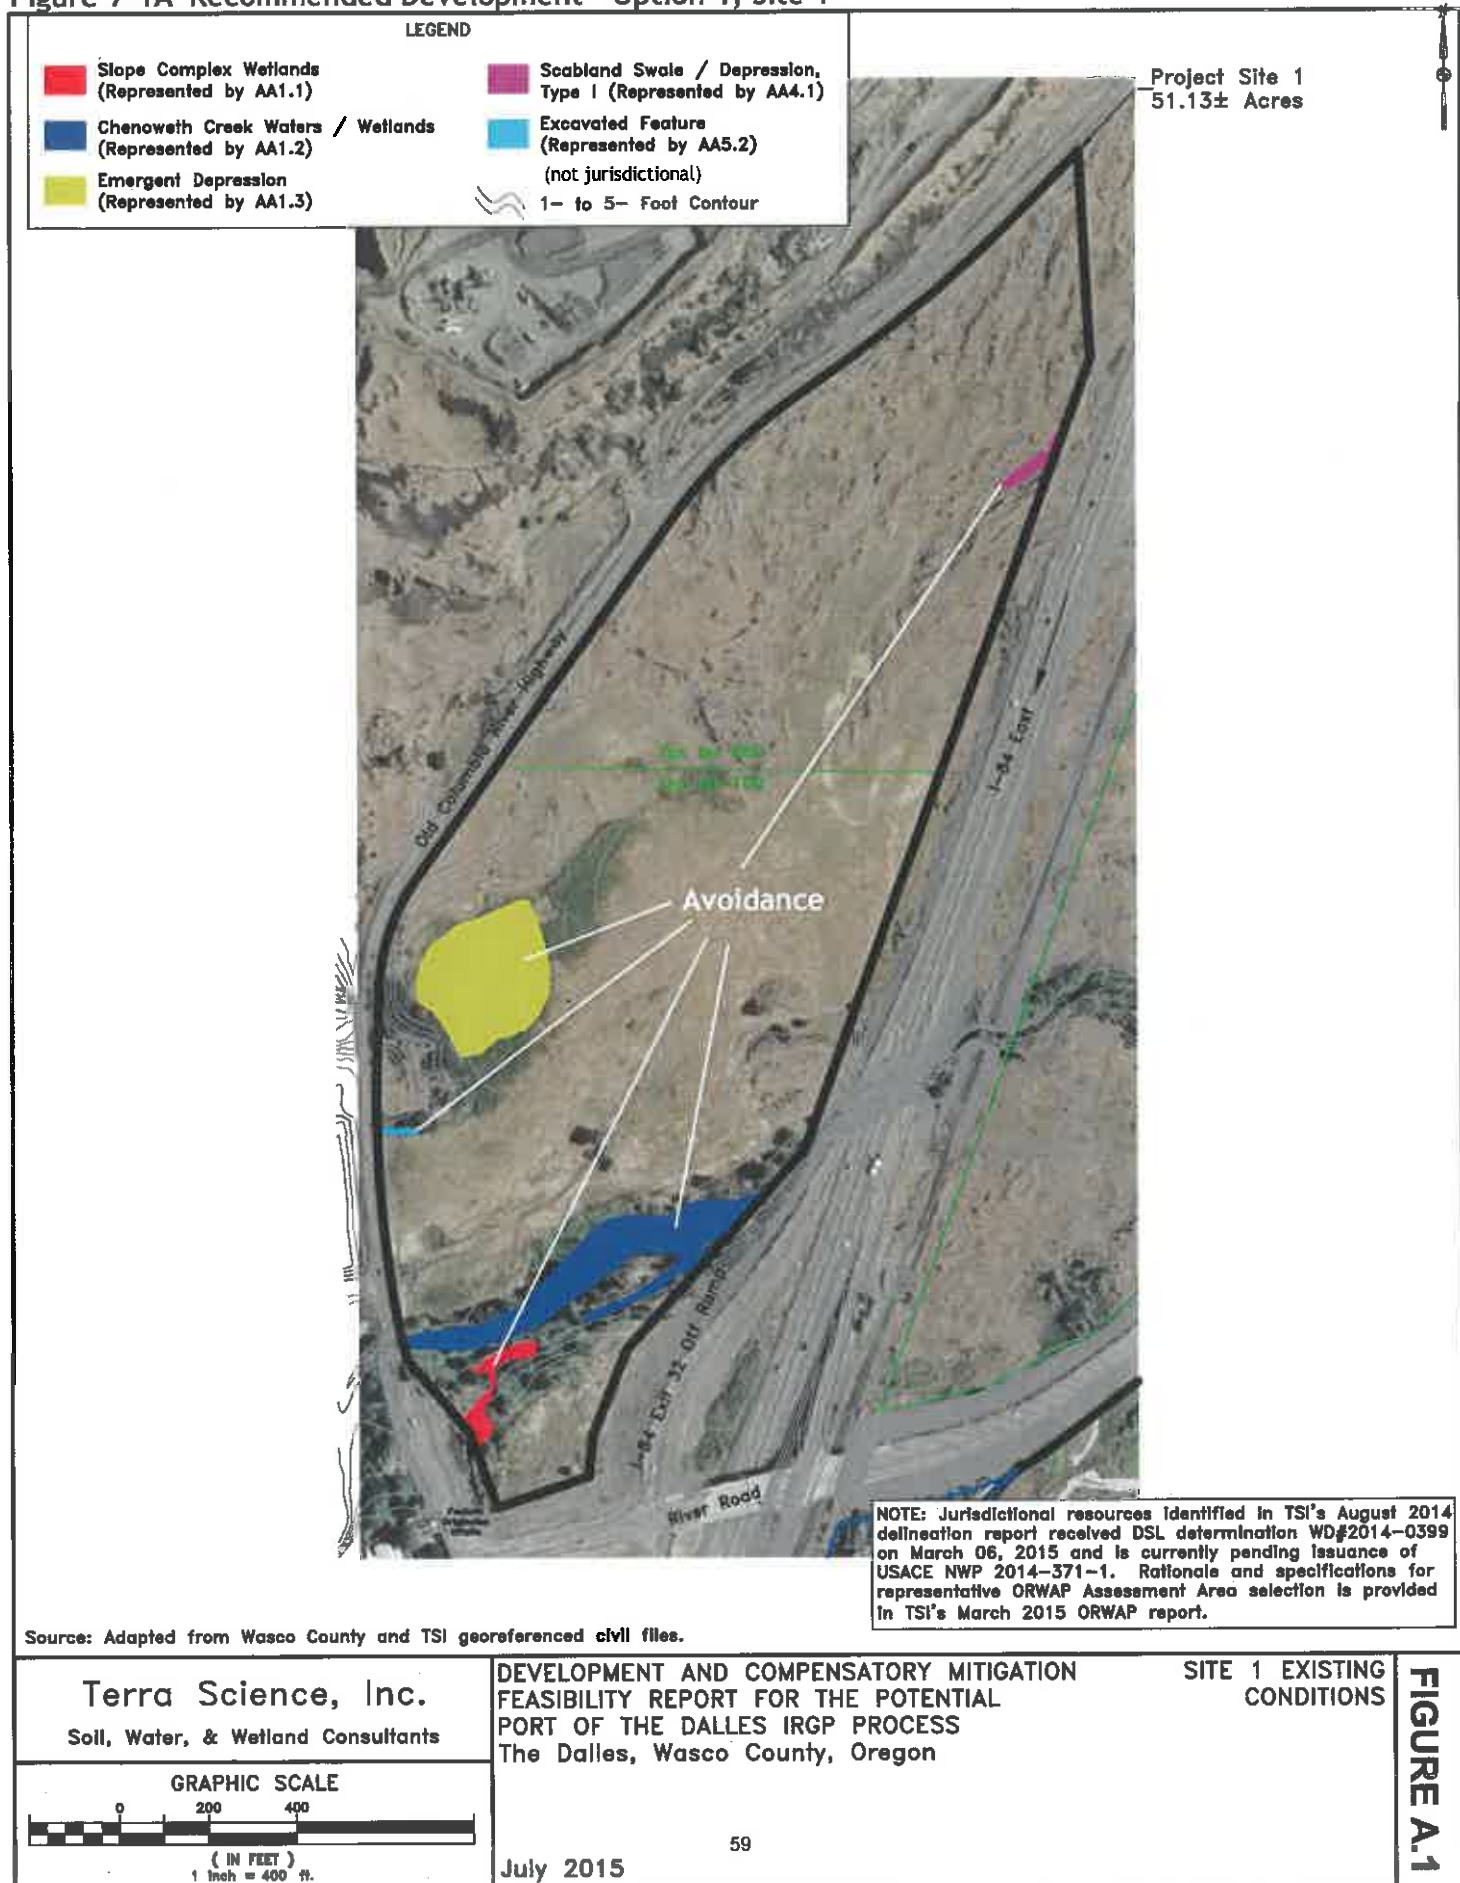 LEGEND
Slope Complex Wetlands
(Represented by AA1.1)
Chenoweth Creek Waters / Wetlands
(Represented by AA1.2)
Emergent Depression
(Represented by AA1.3)
Scabland Swale / Depression,
Type I (Represented by AA4.1)
Excavated Feature
(Represented by AA5.2)
(not jurisdictional)
1- to 5- Foot Contour
Project Site 1
51.13± Acres
Old Columbia River Highway
I-84 East
Avoidance
I-84 Exit 32 Off Ramp
River Road
NOTE: Jurisdictional resources identified in TSI's August 2014
delineation report received DSL determination WD#2014-0399
on March 06, 2015 and is currently pending issuance of
USACE NWP 2014-371-1. Rationale and specifications for
representative ORWAP Assessment Area selection is provided
in TSI's March 2015 ORWAP report.
Source: Adapted from Wasco County and TSI georeferenced civil files.
Terra Science, Inc.
Soil, Water, & Wetland Consultants
GRAPHIC SCALE
0 200 400
( IN FEET )
1 inch = 400 ft.
DEVELOPMENT AND COMPENSATORY MITIGATION
FEASIBILITY REPORT FOR THE POTENTIAL
PORT OF THE DALLES IRGP PROCESS
The Dalles, Wasco County, Oregon
59
July 2015
SITE 1 EXISTING
CONDITIONS
FIGURE A.1